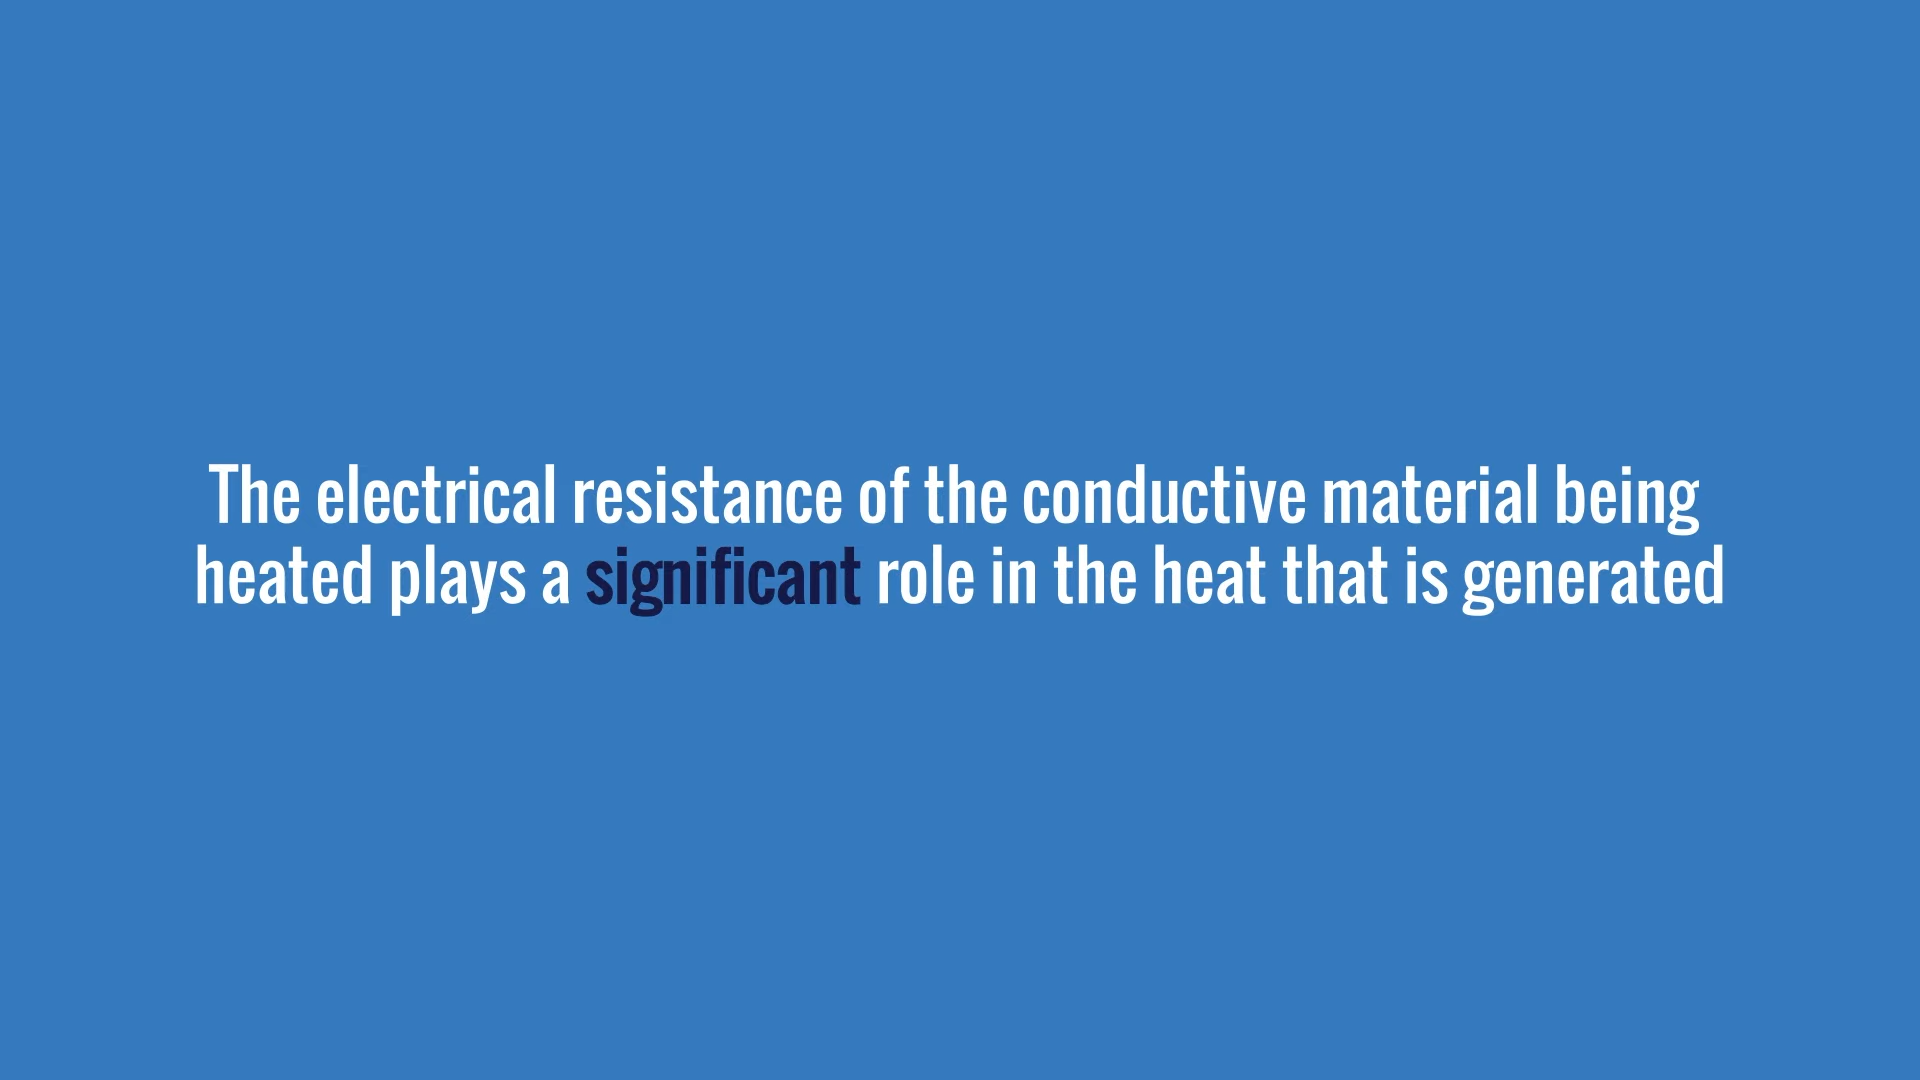 The electrical resistance of the conductive material being
heated plays a significant role in the heat that is generated